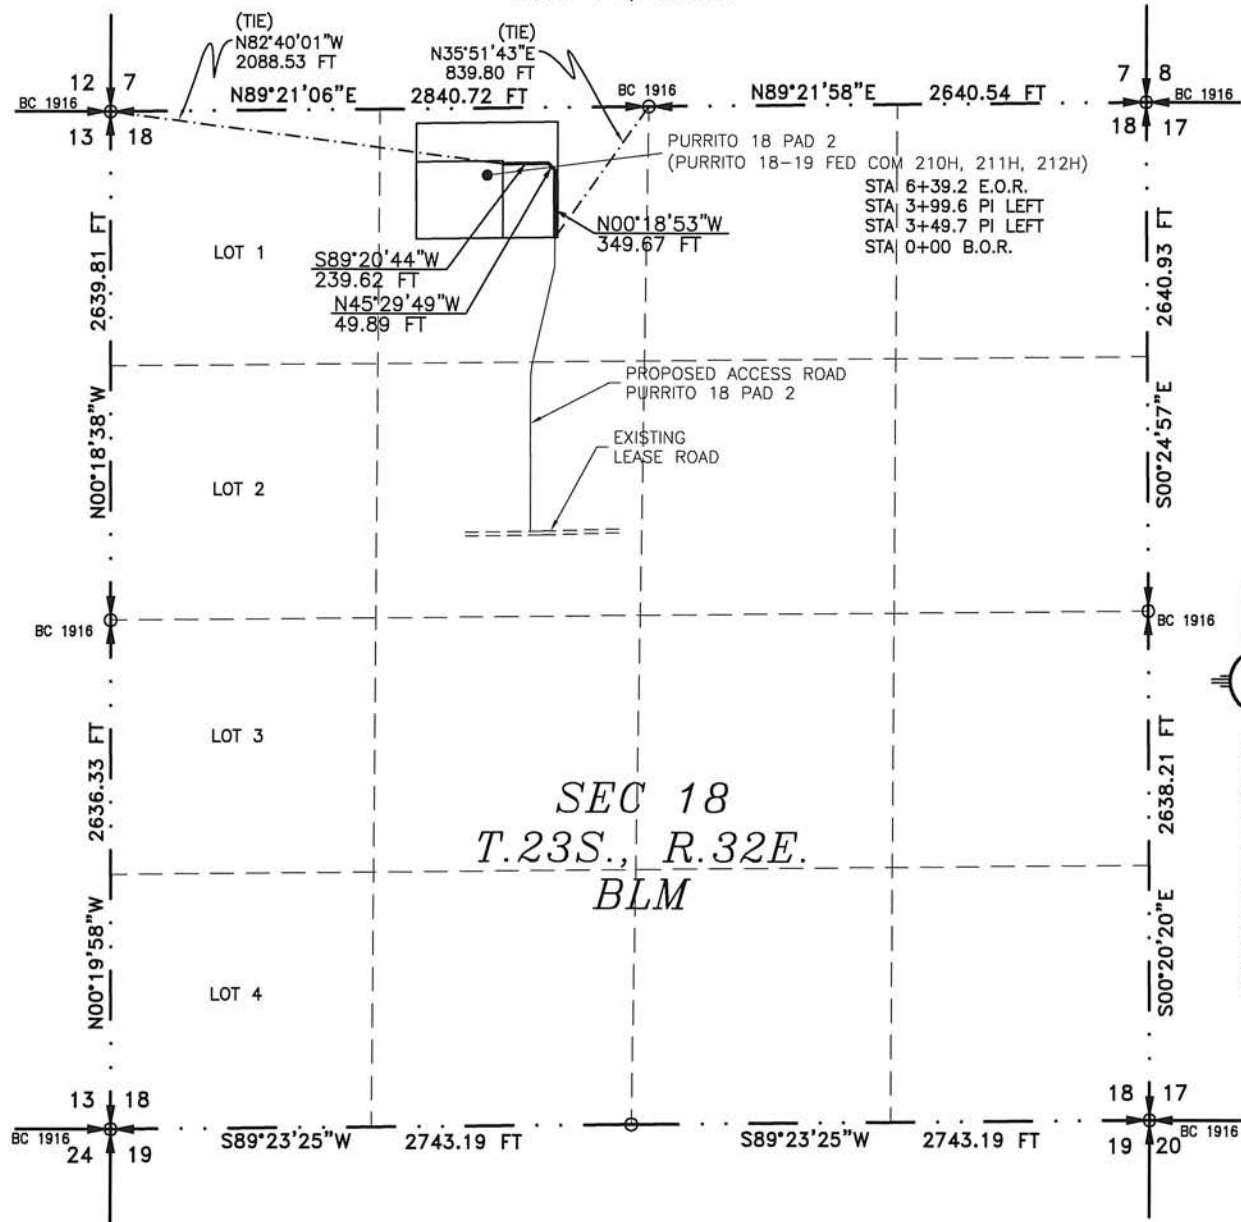 (TIE)
N82°40'01"W
2088.53 FT
(TIE)
N35°51'43"E
839.80 FT
12 7
7 8
BC 1916
N89°21'06"E 2840.72 FT
BC 1916
N89°21'58"E 2640.54 FT
BC 1916
13 18
18 17
PURRITO 18 PAD 2
(PURRITO 18-19 FED COM 210H, 211H, 212H)
STA 6+39.2 E.O.R.
STA 3+99.6 PI LEFT
STA 3+49.7 PI LEFT
STA 0+00 B.O.R.
N00°18'53"W
349.67 FT
LOT 1
S89°20'44"W
239.62 FT
N45°29'49"W
49.89 FT
N00°18'38"W 2639.81 FT
S00°24'57"E 2640.93 FT
PROPOSED ACCESS ROAD
PURRITO 18 PAD 2
EXISTING
LEASE ROAD
LOT 2
BC 1916
BC 1916
LOT 3
N00°19'58"W 2636.33 FT
S00°20'20"E 2638.21 FT
SEC 18
T.23S., R.32E.
BLM
LOT 4
13 18
18 17
BC 1916
S89°23'25"W 2743.19 FT
S89°23'25"W 2743.19 FT
BC 1916
24 19
19 20